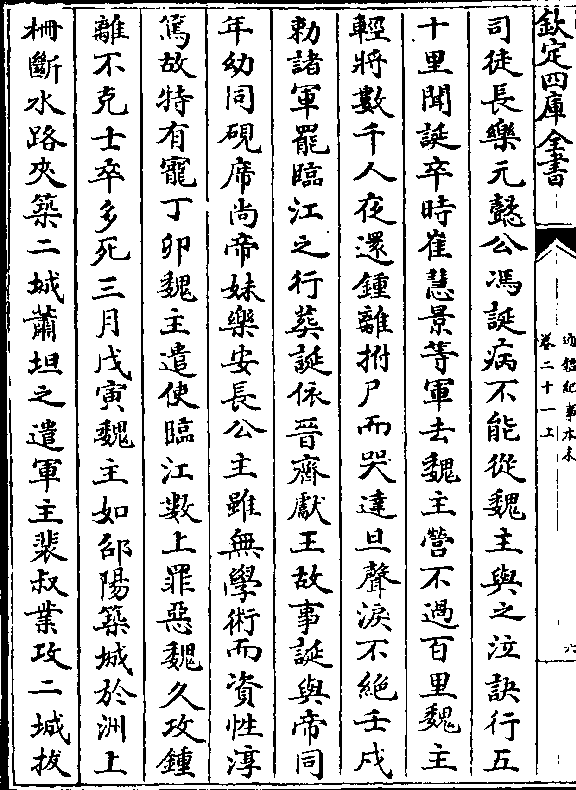 欽定四庫全書
通鑑紀事本末
卷二十一上
六
司徒長樂元懿公馮誕病不能從魏主與之泣訣行五
十里聞誕卒時崔慧景等軍去魏主營不過百里魏主
輕將數千人夜還鍾離拊尸而哭達旦聲淚不絕壬戌
勅諸軍罷臨江之行葬誕依晉齊獻王故事誕與帝同
年幼同硯席尚帝妹樂安長公主雖無學術而資性淳
篤故特有寵丁卯魏主遣使臨江數上罪惡魏久攻鍾
離不克士卒多死三月戊寅魏主如邵陽築城於洲上
柵斷水路夾築二城蕭坦之遣軍主裴叔業攻二城拔